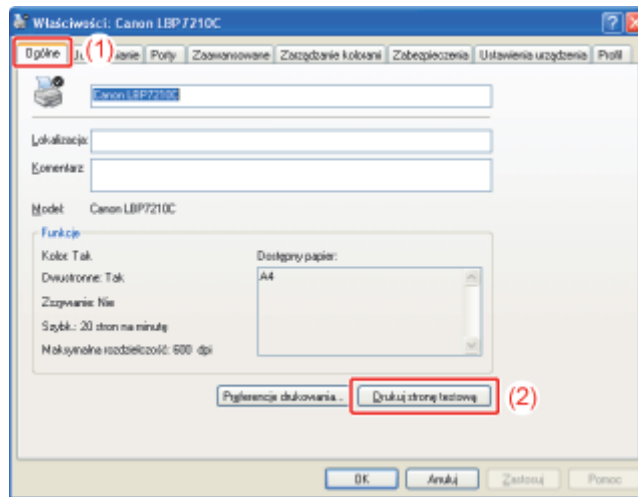 Właściwości: Canon LBP7210C
Ogólne (1) Porty Zaawansowane Zarządzanie kolorami Zabezpieczenia Ustawienia urządzenia Profil
Canon LBP7210C
Lokalizacja:
Komentarz:
Model: Canon LBP7210C
Funkcje
Kolor: Tak Dostępny papier:
Dwustronne: Tak A4
Zszywanie: Nie
Szybk.: 20 stron na minutę
Maksymalna rozdzielczość: 600 dpi
Preferencje drukowania... Drukuj stronę testową (2)
OK Anuluj Zastosuj Pomoc